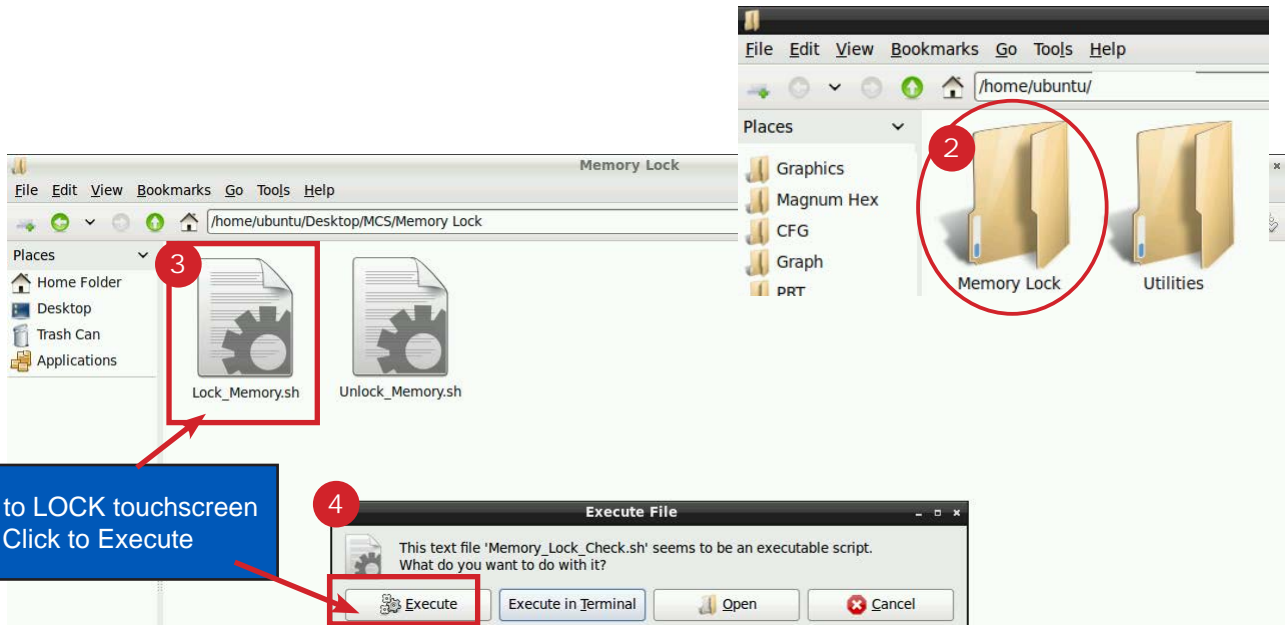 File Edit View Bookmarks Go Tools Help
/home/ubuntu/
Places
Graphics
Magnum Hex
CFG
Graph
PRT
2
Memory Lock
Utilities
Memory Lock
File Edit View Bookmarks Go Tools Help
/home/ubuntu/Desktop/MCS/Memory Lock
Places
Home Folder
Desktop
Trash Can
Applications
3
Lock_Memory.sh
Unlock_Memory.sh
to LOCK touchscreen
Click to Execute
4
Execute File
This text file 'Memory_Lock_Check.sh' seems to be an executable script.
What do you want to do with it?
Execute
Execute in Terminal
Open
Cancel